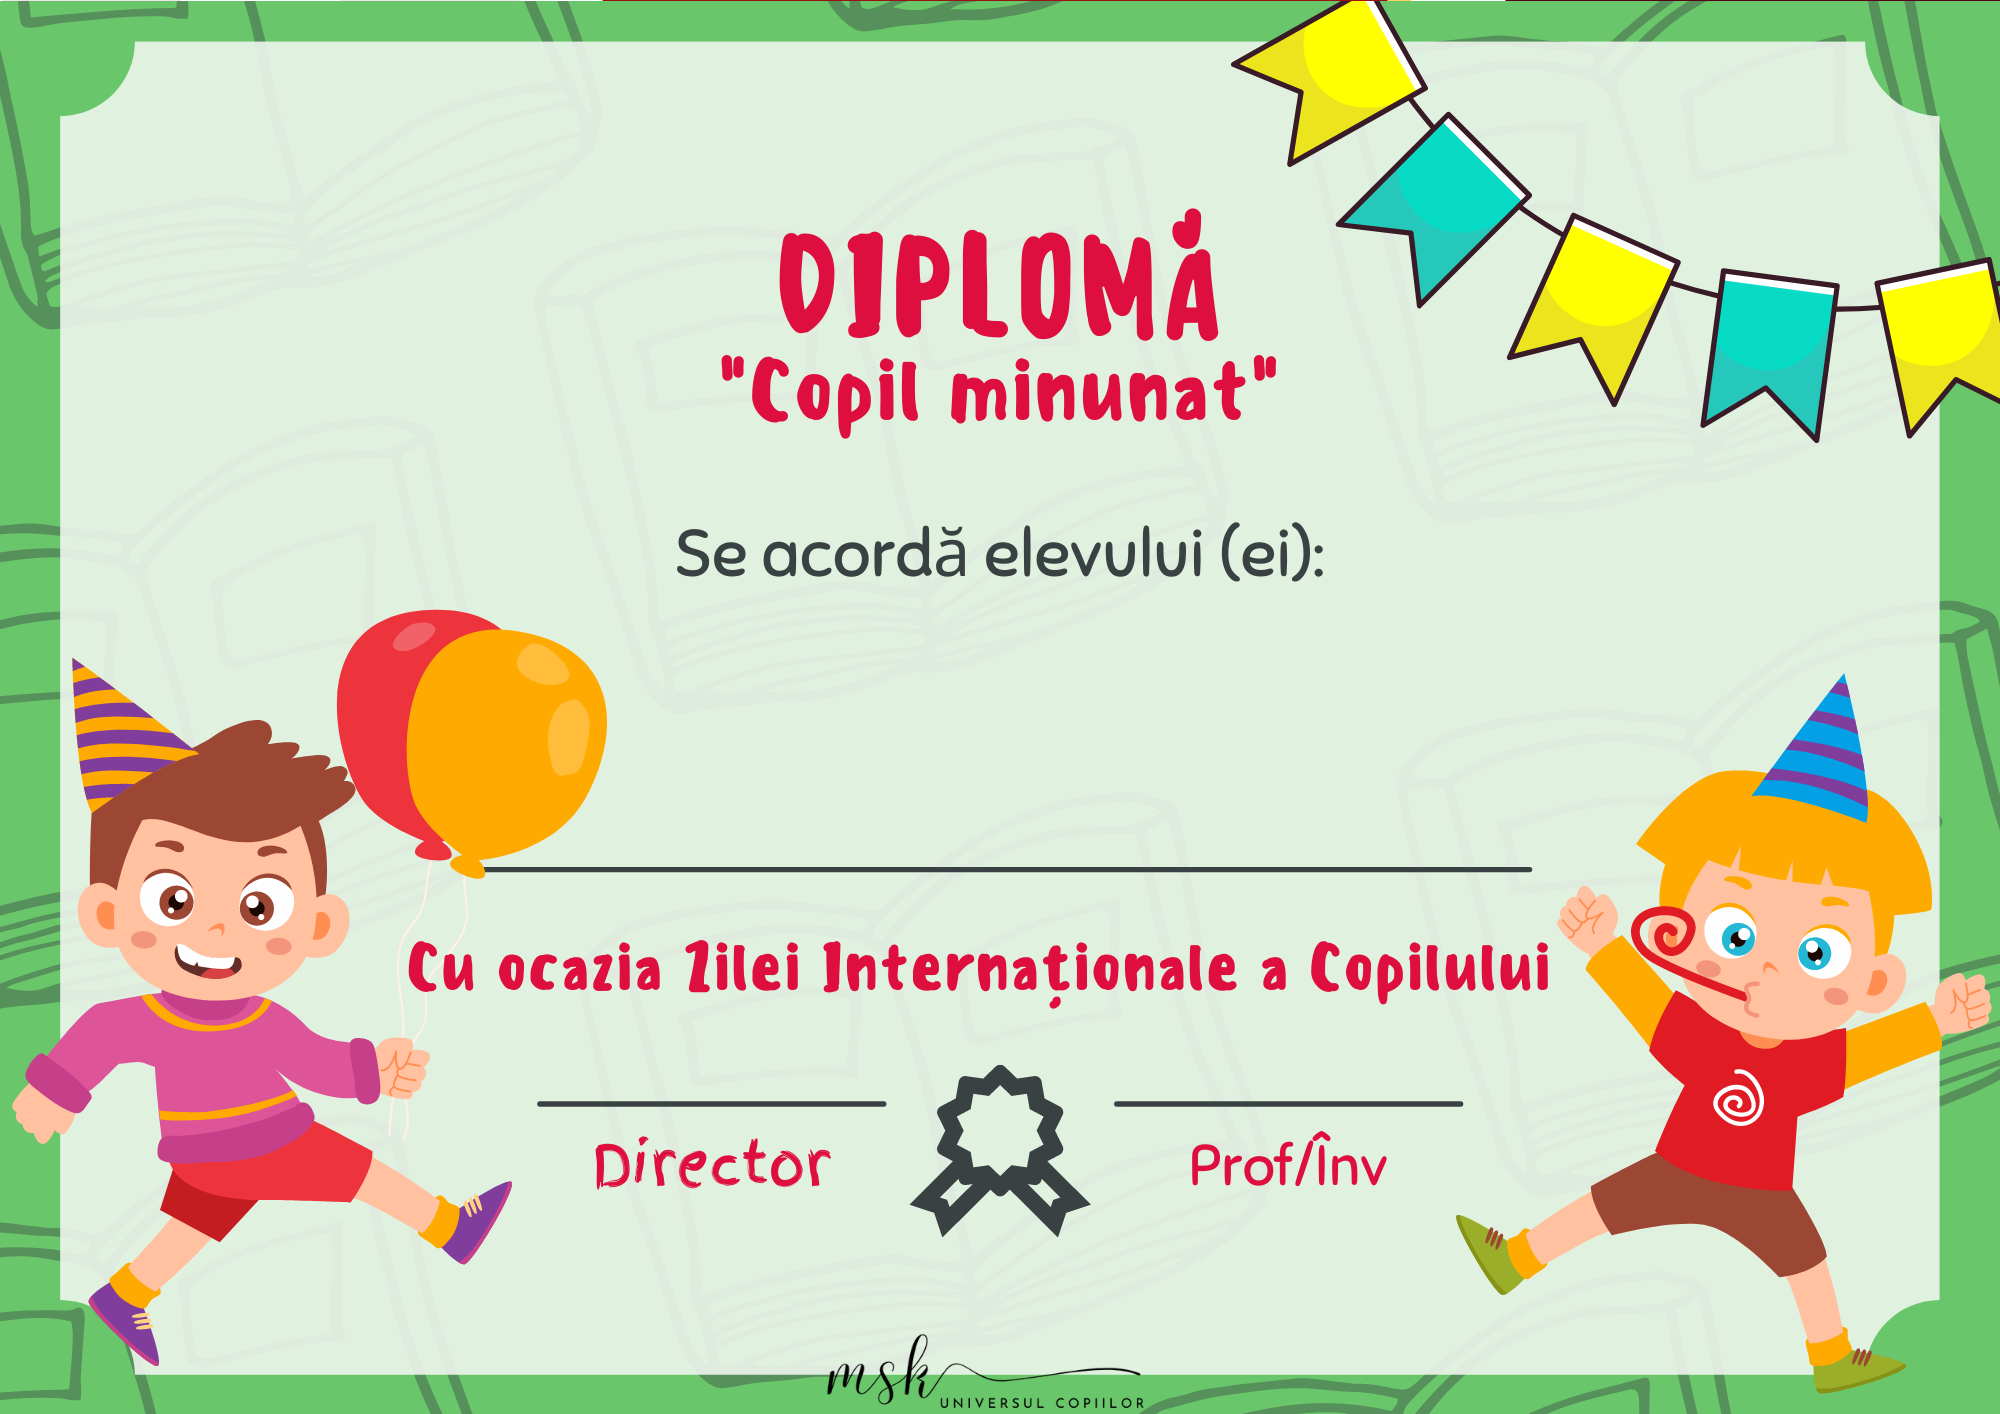 DIPLOMĂ
"Copil minunat"
Se acordă elevului (ei):
Cu ocazia Zilei Internaționale a Copilului
Director
Prof/Înv
msk
UNIVERSUL COPIILOR